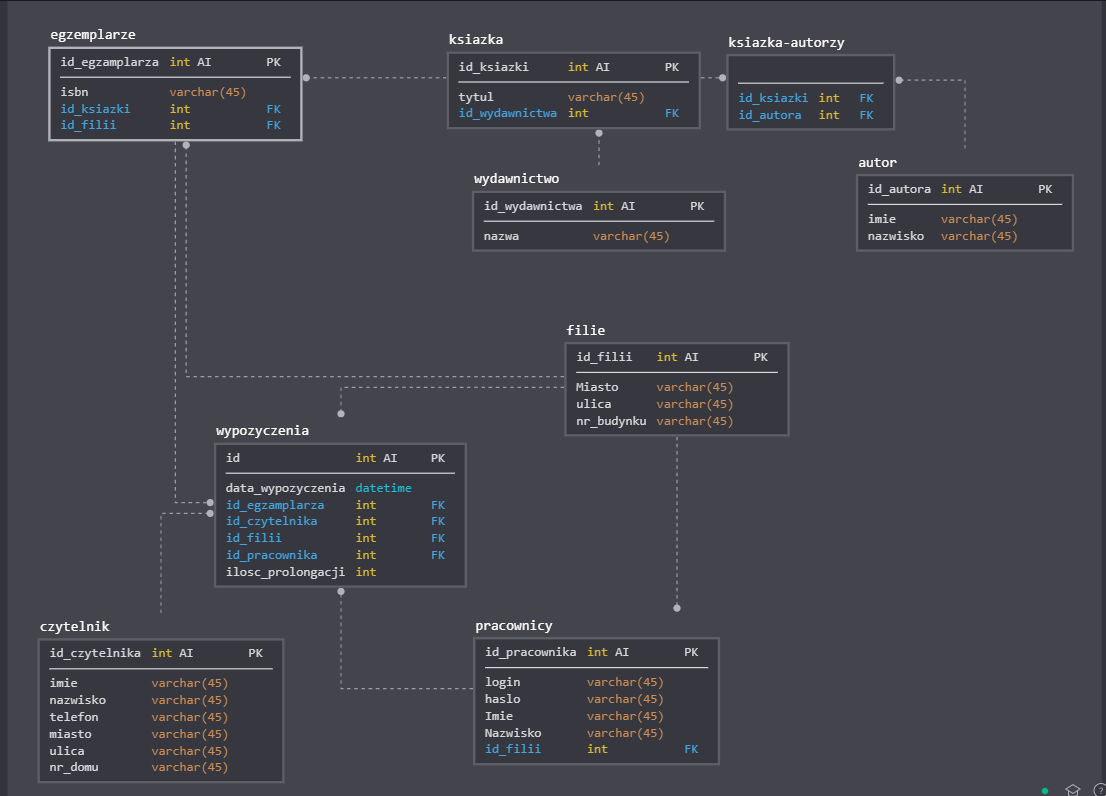 egzemplarze
id_egzamplarza int AI PK
isbn varchar(45)
id_ksiazki int FK
id_filii int FK
ksiazka
id_ksiazki int AI PK
tytul varchar(45)
id_wydawnictwa int FK
ksiazka-autorzy
id_ksiazki int FK
id_autora int FK
wydawnictwo
id_wydawnictwa int AI PK
nazwa varchar(45)
autor
id_autora int AI PK
imie varchar(45)
nazwisko varchar(45)
filie
id_filii int AI PK
Miasto varchar(45)
ulica varchar(45)
nr_budynku varchar(45)
wypozyczenia
id int AI PK
data_wypozyczenia datetime
id_egzamplarza int FK
id_czytelnika int FK
id_filii int FK
id_pracownika int FK
ilosc_prolongacji int
czytelnik
id_czytelnika int AI PK
imie varchar(45)
nazwisko varchar(45)
telefon varchar(45)
miasto varchar(45)
ulica varchar(45)
nr_domu varchar(45)
pracownicy
id_pracownika int AI PK
login varchar(45)
haslo varchar(45)
Imie varchar(45)
Nazwisko varchar(45)
id_filii int FK
?